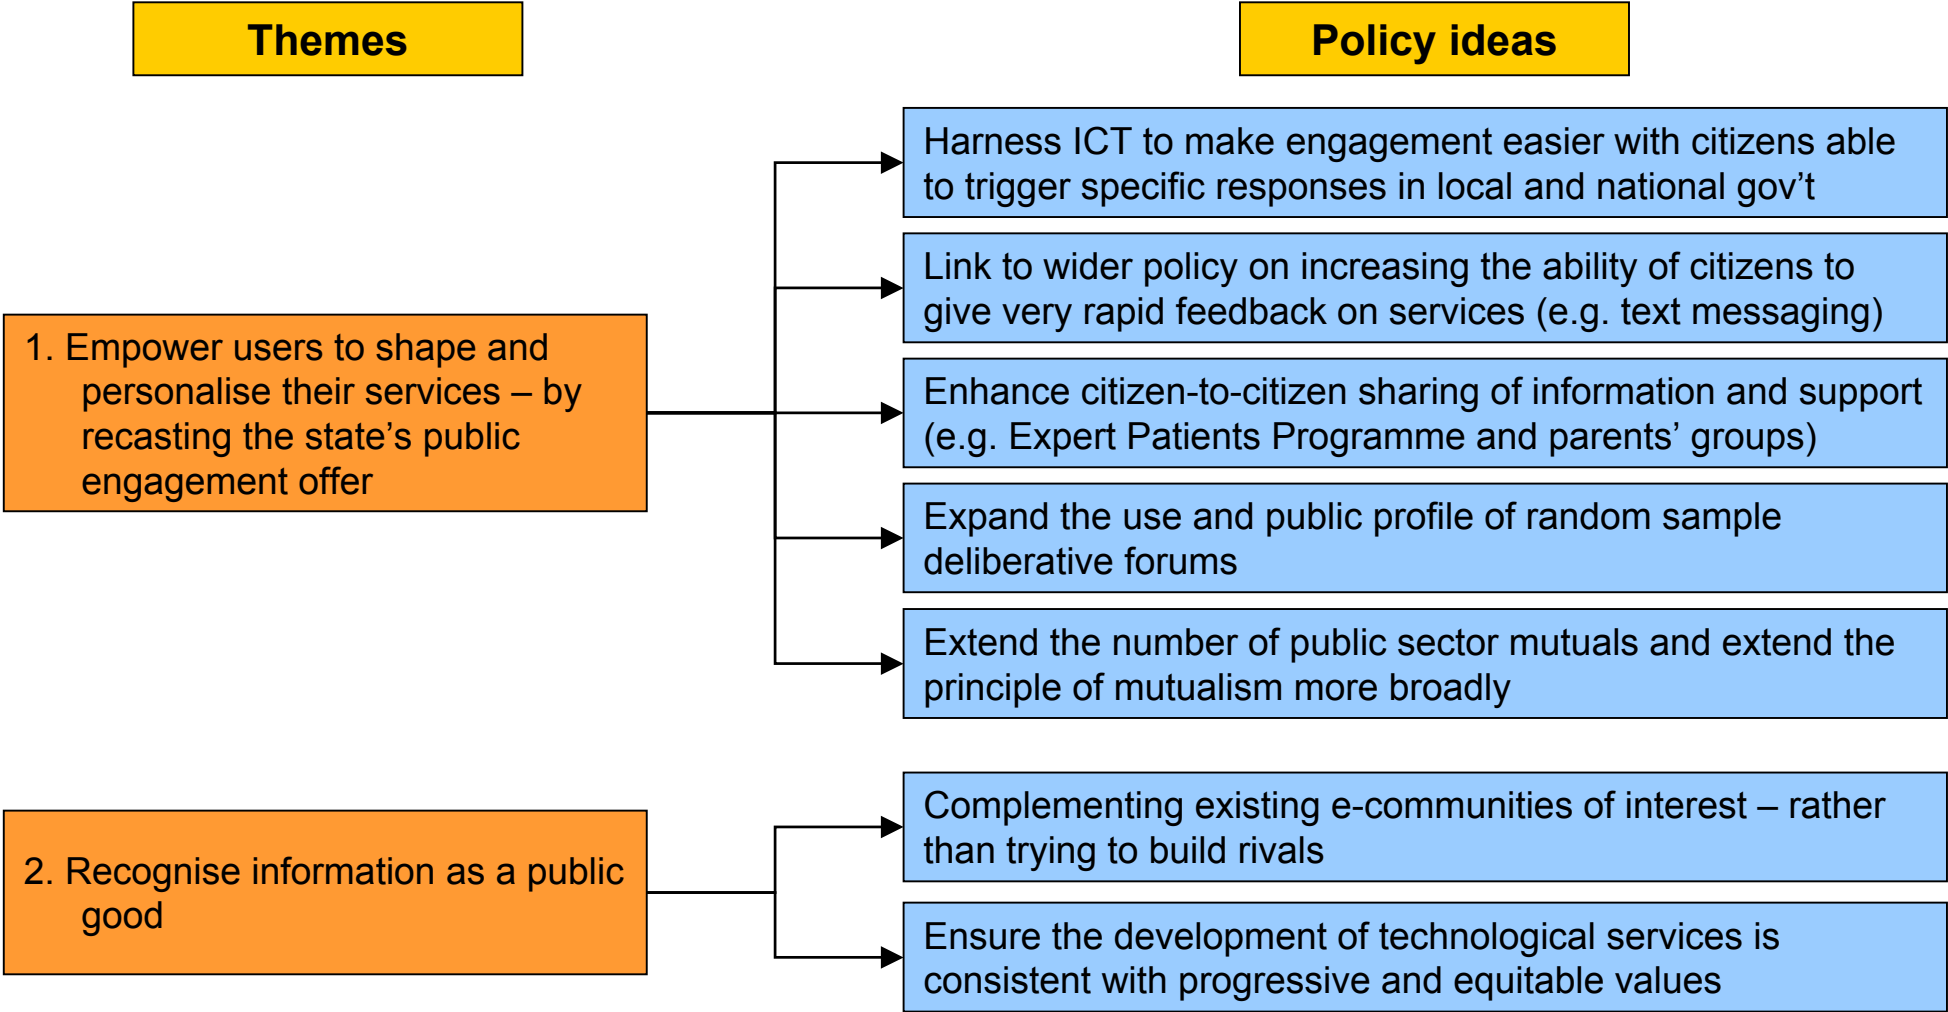 Themes
Policy ideas
1. Empower users to shape and
personalise their services – by
recasting the state’s public
engagement offer
Harness ICT to make engagement easier with citizens able
to trigger specific responses in local and national gov’t
Link to wider policy on increasing the ability of citizens to
give very rapid feedback on services (e.g. text messaging)
Enhance citizen-to-citizen sharing of information and support
(e.g. Expert Patients Programme and parents’ groups)
Expand the use and public profile of random sample
deliberative forums
Extend the number of public sector mutuals and extend the
principle of mutualism more broadly
2. Recognise information as a public
good
Complementing existing e-communities of interest – rather
than trying to build rivals
Ensure the development of technological services is
consistent with progressive and equitable values